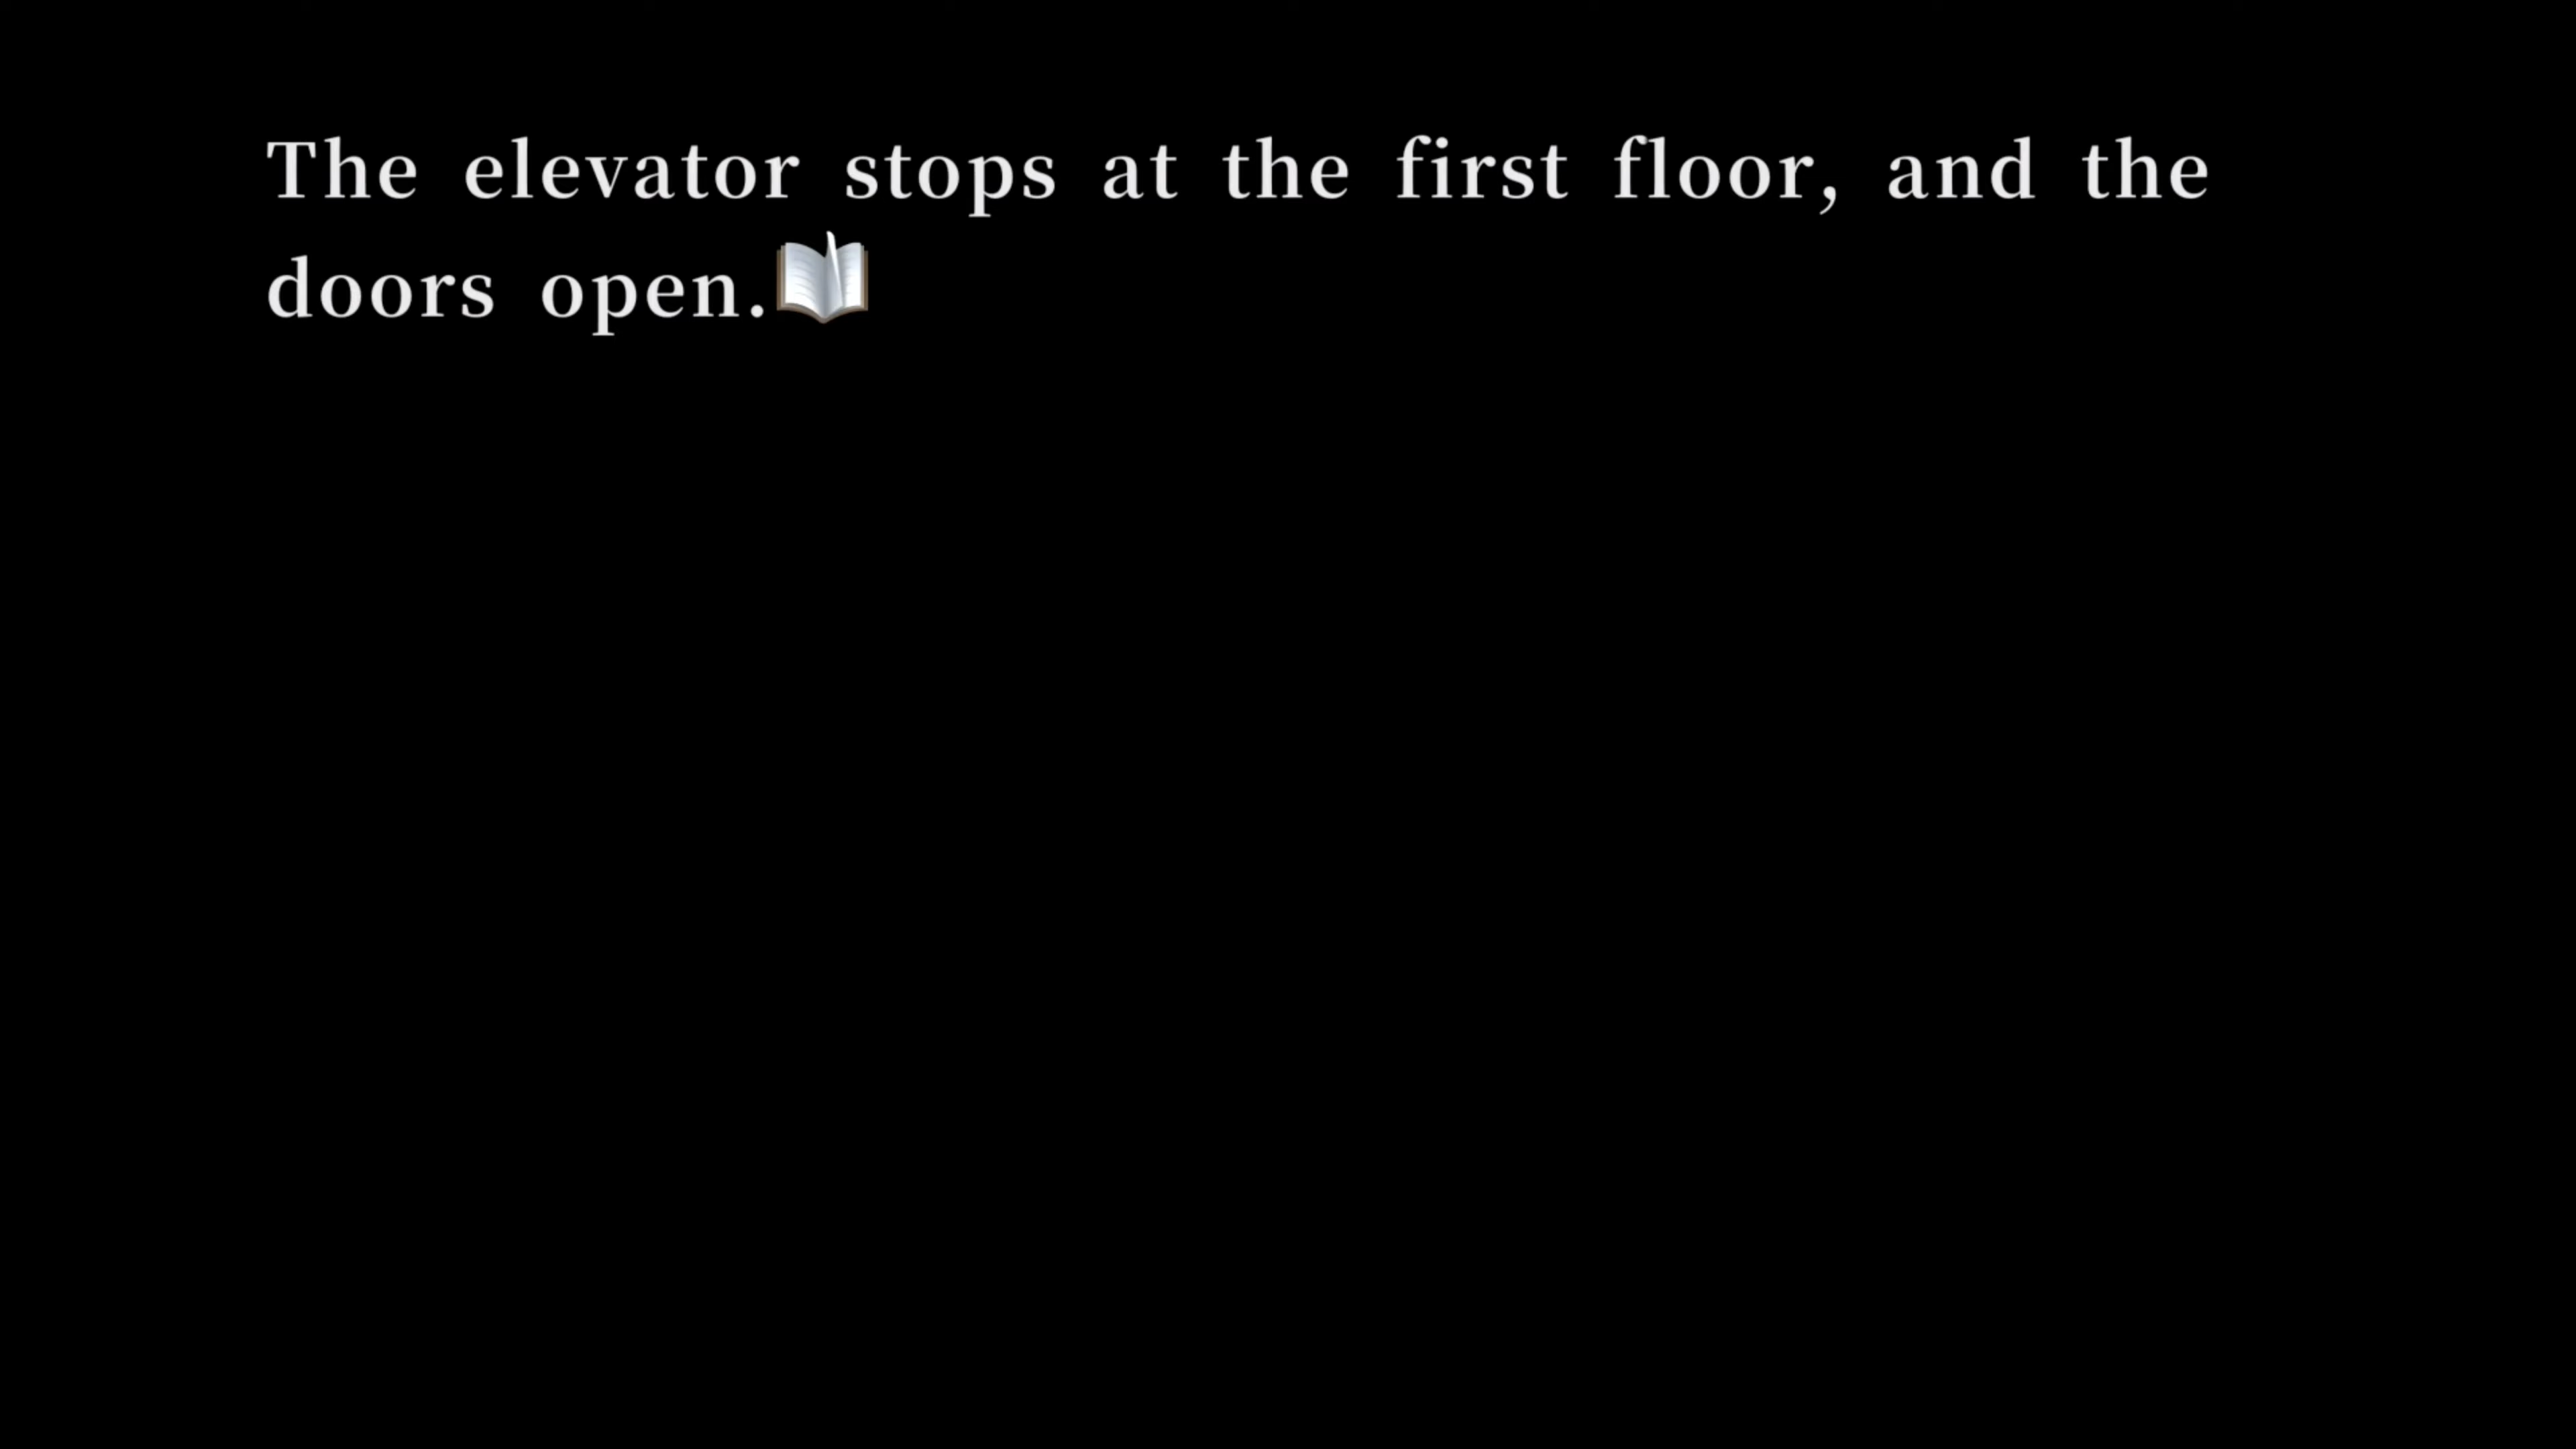 The elevator stops at the first floor, and the
doors open.